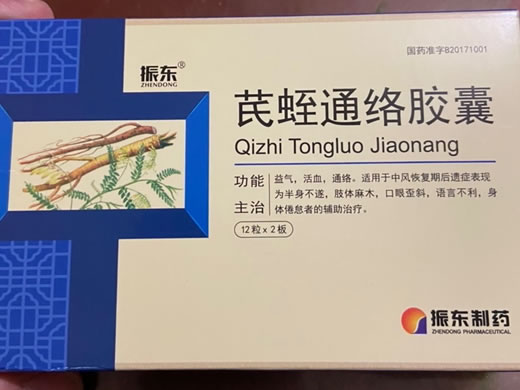 国药准字B20171001
振东®
ZHENDONG
芪蛭通络胶囊
Qizhi Tongluo Jiaonang
功能 益气，活血，通络。适用于中风恢复期后遗症表现
主治 为半身不遂，肢体麻木，口眼歪斜，语言不利，身
体倦怠者的辅助治疗。
12粒×2板
振东制药
ZHENDONG PHARMACEUTICAL